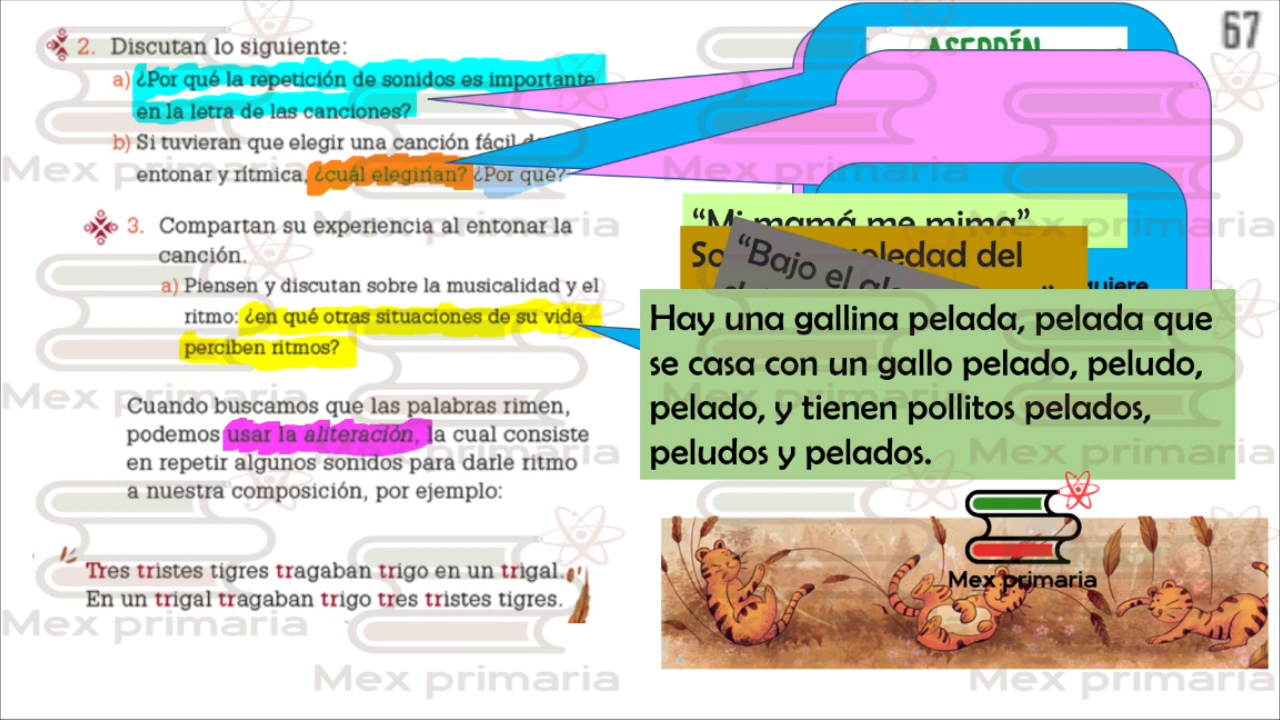 67
2. Discutan lo siguiente:
a) ¿Por qué la repetición de sonidos es importante
en la letra de las canciones?
b) Si tuvieran que elegir una canción fácil
entonar y rítmica, ¿cuál elegirían? ¿Por qué?
3. Compartan su experiencia al entonar la
canción.
a) Piensen y discutan sobre la musicalidad y el
ritmo: ¿en qué otras situaciones de su vida
perciben ritmos?
Cuando buscamos que las palabras rimen,
podemos usar la aliteración, la cual consiste
en repetir algunos sonidos para darle ritmo
a nuestra composición, por ejemplo:
Tres tristes tigres tragaban trigo en un trigal.
En un trigal tragaban trigo tres tristes tigres.
ASERRÍN
"Mi mamá me mima"
del
"Bajo el
Hay una gallina pelada, pelada que
se casa con un gallo pelado, peludo,
pelado, y tienen pollitos pelados,
peludos y pelados.
Mex primaria